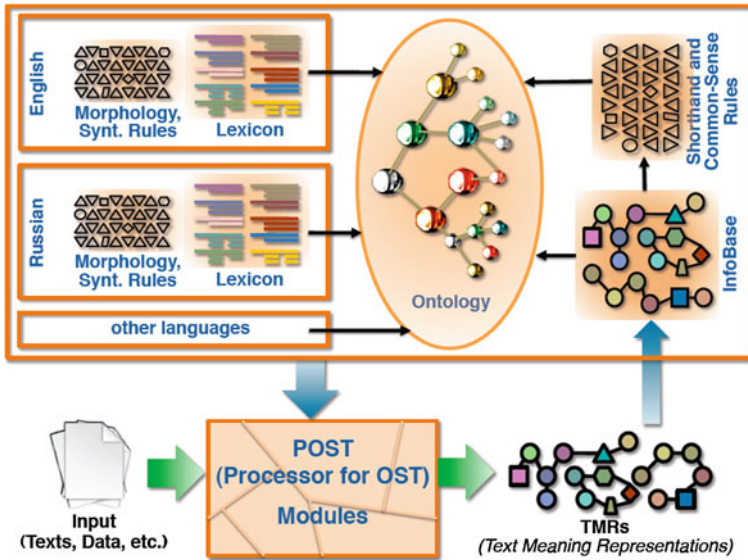 English
Morphology,
Synt. Rules
Lexicon
Russian
Morphology,
Synt. Rules
Lexicon
other languages
Ontology
Shorthand and
Common-Sense
Rules
InfoBase
Input
(Texts, Data, etc.)
POST
(Processor for OST)
Modules
TMRs
(Text Meaning Representations)